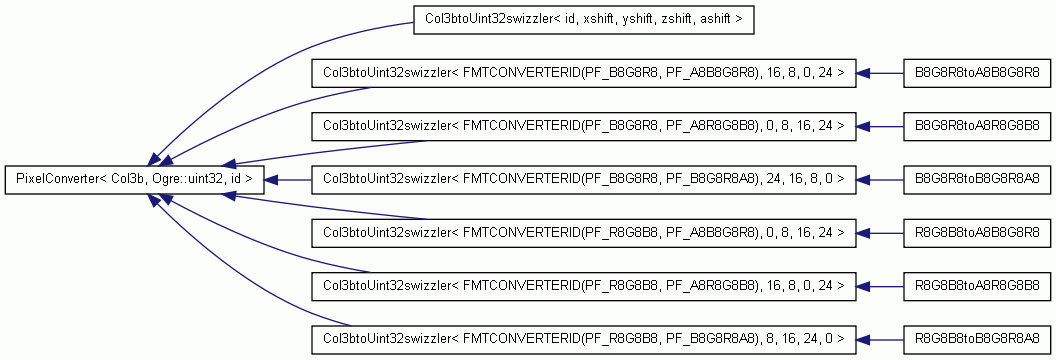 Col3btoUint32swizzler< id, xshift, yshift, zshift, ashift >
Col3btoUint32swizzler< FMTCONVERTERID(PF_B8G8R8, PF_A8B8G8R8), 16, 8, 0, 24 >
B8G8R8toA8B8G8R8
Col3btoUint32swizzler< FMTCONVERTERID(PF_B8G8R8, PF_A8R8G8B8), 0, 8, 16, 24 >
B8G8R8toA8R8G8B8
PixelConverter< Col3b, Ogre::uint32, id >
Col3btoUint32swizzler< FMTCONVERTERID(PF_B8G8R8, PF_B8G8R8A8), 24, 16, 8, 0 >
B8G8R8toB8G8R8A8
Col3btoUint32swizzler< FMTCONVERTERID(PF_R8G8B8, PF_A8B8G8R8), 0, 8, 16, 24 >
R8G8B8toA8B8G8R8
Col3btoUint32swizzler< FMTCONVERTERID(PF_R8G8B8, PF_A8R8G8B8), 16, 8, 0, 24 >
R8G8B8toA8R8G8B8
Col3btoUint32swizzler< FMTCONVERTERID(PF_R8G8B8, PF_B8G8R8A8), 8, 16, 24, 0 >
R8G8B8toB8G8R8A8